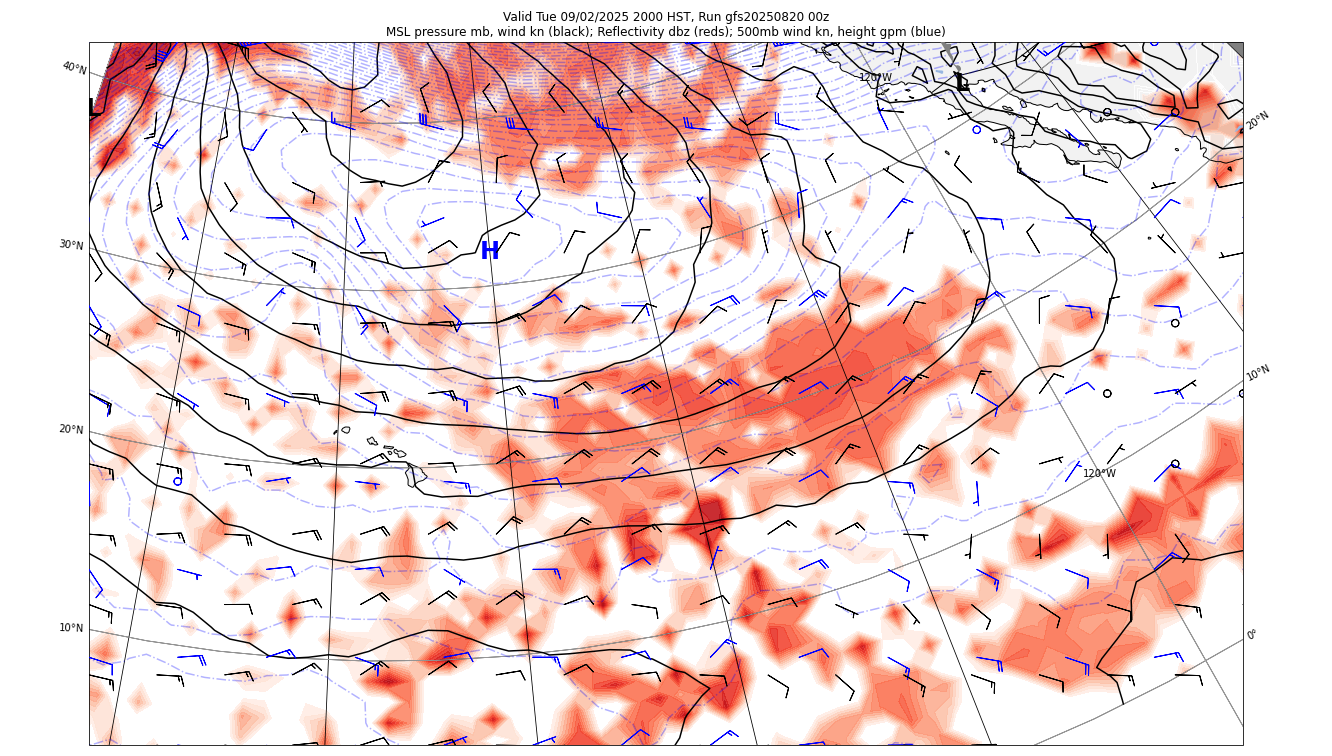 Valid Tue 09/02/2025 2000 HST, Run gfs20250820 00z
MSL pressure mb, wind kn (black); Reflectivity dbz (reds); 500mb wind kn, height gpm (blue)
40°N
120°W
L
L
20°N
30°N
H
10°N
20°N
120°W
10°N
0°